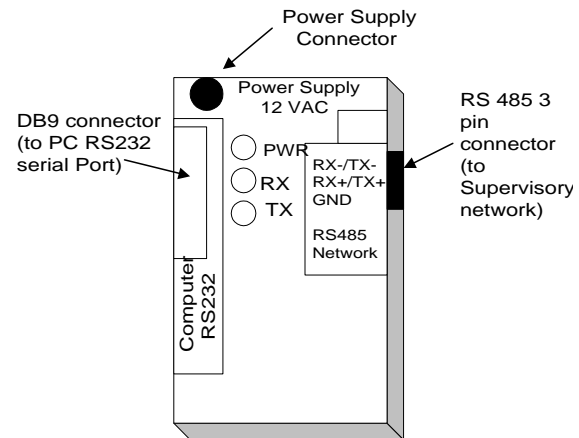 Power Supply
Connector
Power Supply
12 VAC
DB9 connector
(to PC RS232
serial Port)
PWR
RX
TX
RX-/TX-
RX+/TX+
GND
RS485
Network
RS 485 3
pin
connector
(to
Supervisory
network)
Computer
RS232